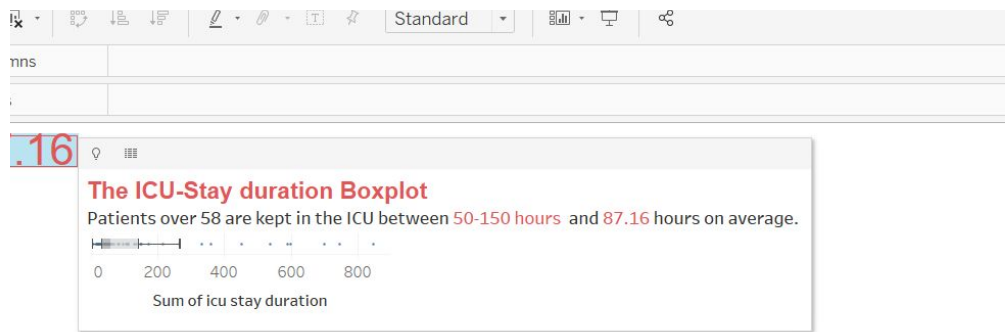 Standard
.16
The ICU-Stay duration Boxplot
Patients over 58 are kept in the ICU between 50-150 hours and 87.16 hours on average.
0 200 400 600 800
Sum of icu stay duration